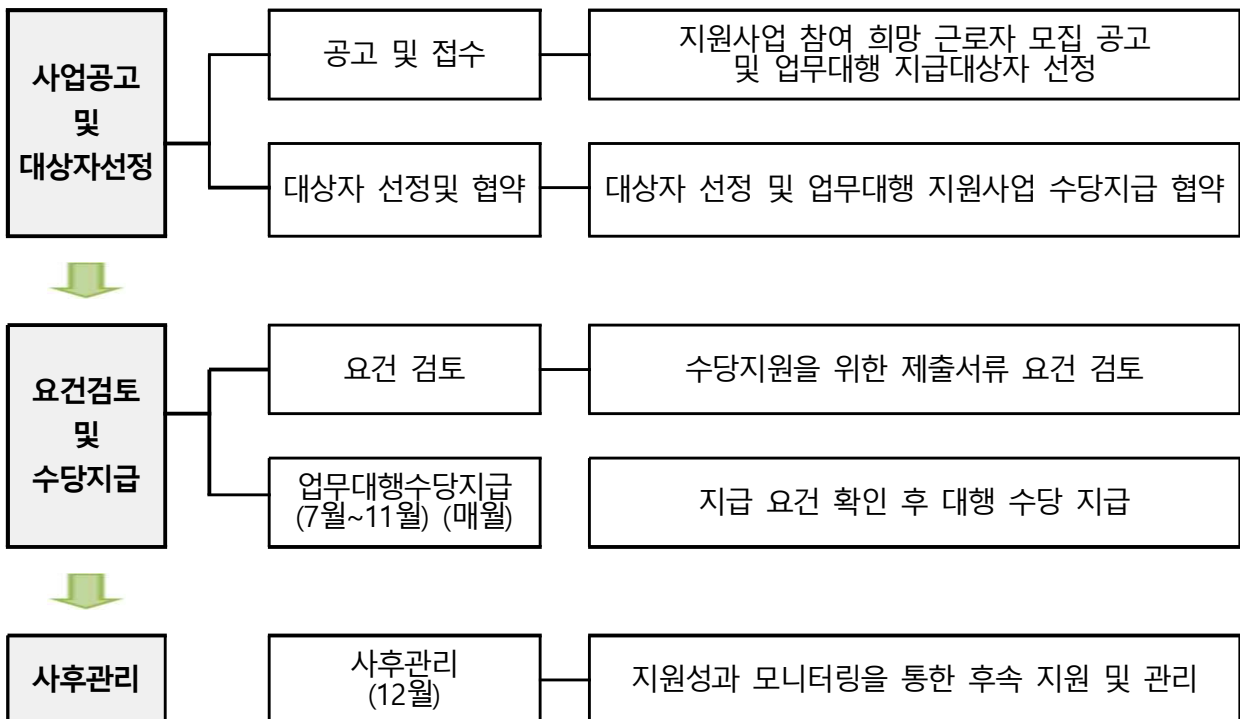 사업공고
및
대상자선정
공고 및 접수
지원사업 참여 희망 근로자 모집 공고
및 업무대행 지급대상자 선정
대상자 선정및 협약
대상자 선정 및 업무대행 지원사업 수당지급 협약
요건검토
및
수당지급
요건 검토
수당지원을 위한 제출서류 요건 검토
업무대행수당지급
(7월~11월) (매월)
지급 요건 확인 후 대행 수당 지급
사후관리
사후관리
(12월)
지원성과 모니터링을 통한 후속 지원 및 관리